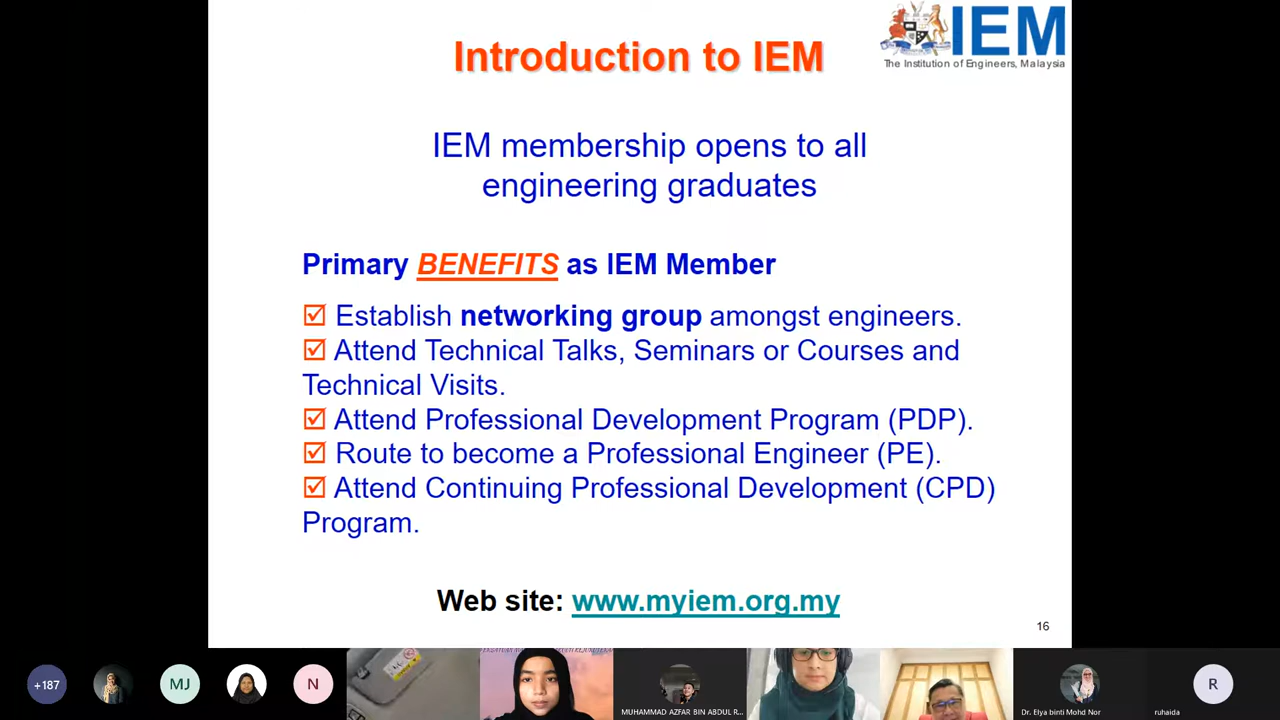 IEM
The Institution of Engineers, Malaysia
Introduction to IEM
IEM membership opens to all
engineering graduates
Primary BENEFITS as IEM Member
Establish networking group amongst engineers.
Attend Technical Talks, Seminars or Courses and
Technical Visits.
Attend Professional Development Program (PDP).
Route to become a Professional Engineer (PE).
Attend Continuing Professional Development (CPD)
Program.
Web site: www.myiem.org.my
16
+187
MJ
N
MUHAMMAD AZFAR BIN ABDUL R...
Dr. Elya binti Mohd Nor
R
ruhaida